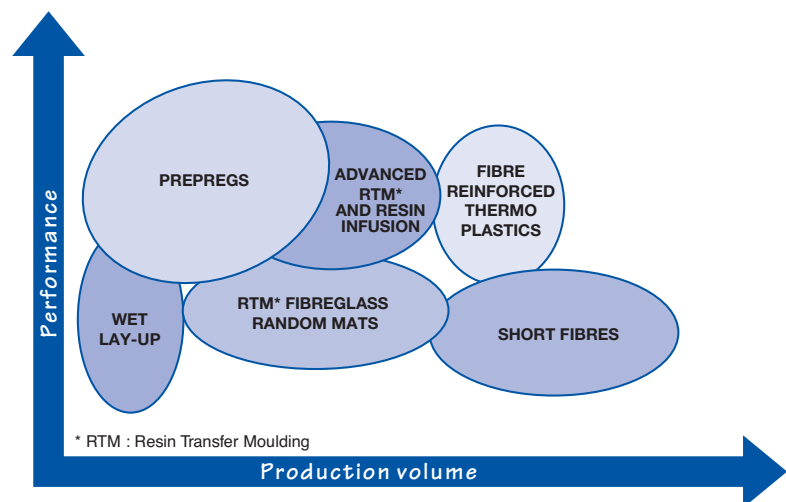 Performance
PREPREGS
ADVANCED
RTM*
AND RESIN
INFUSION
FIBRE
REINFORCED
THERMO
PLASTICS
WET
LAY-UP
RTM* FIBREGLASS
RANDOM MATS
SHORT FIBRES
* RTM : Resin Transfer Moulding
Production volume